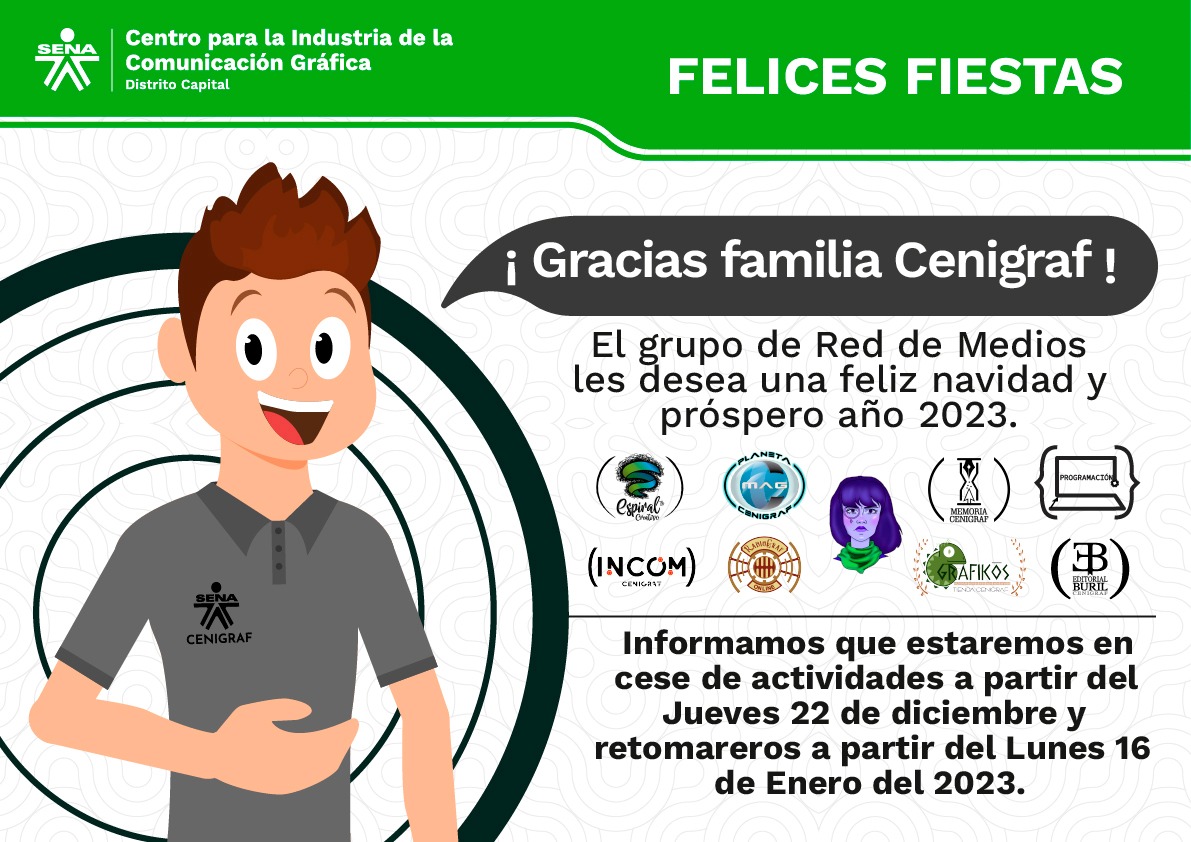 SENA
Centro para la Industria de la
Comunicación Gráfica
Distrito Capital
FELICES FIESTAS
¡ Gracias familia Cenigraf !
El grupo de Red de Medios
les desea una feliz navidad y
próspero año 2023.
espiral
Creativo
PLANETA
MAG
CENIGRAF
MEMORIA
CENIGRAF
PROGRAMACIÓN
(INCOM)
CENIGRAF
RADIOGRAF
ONLINE
GRAFIKOS
TIENDA CENIGRAF
EB
EDITORIAL
BURIL
CENIGRAF
SENA
CENIGRAF
Informamos que estaremos en
cese de actividades a partir del
Jueves 22 de diciembre y
retomareros a partir del Lunes 16
de Enero del 2023.